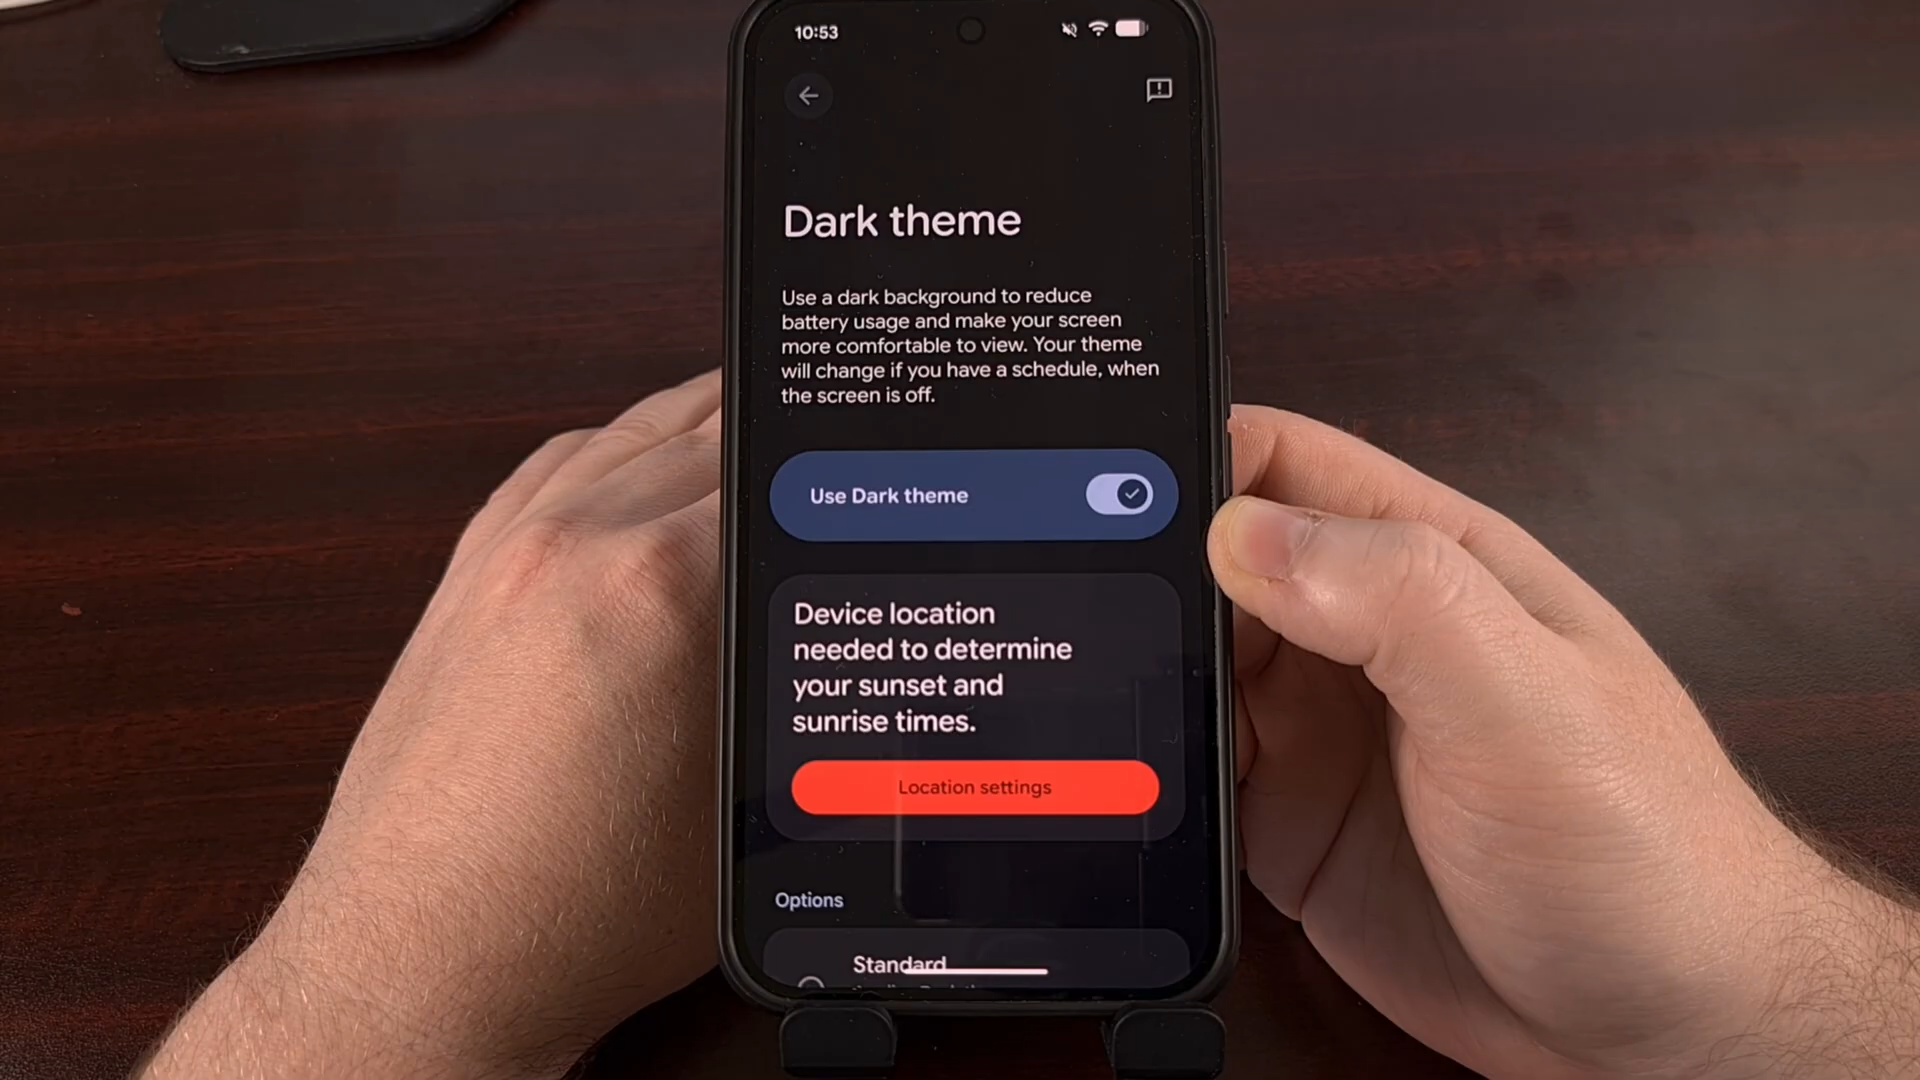 10:53
Dark theme
Use a dark background to reduce
battery usage and make your screen
more comfortable to view. Your theme
will change if you have a schedule, when
the screen is off.
Use Dark theme
Device location
needed to determine
your sunset and
sunrise times.
Location settings
Options
Standard